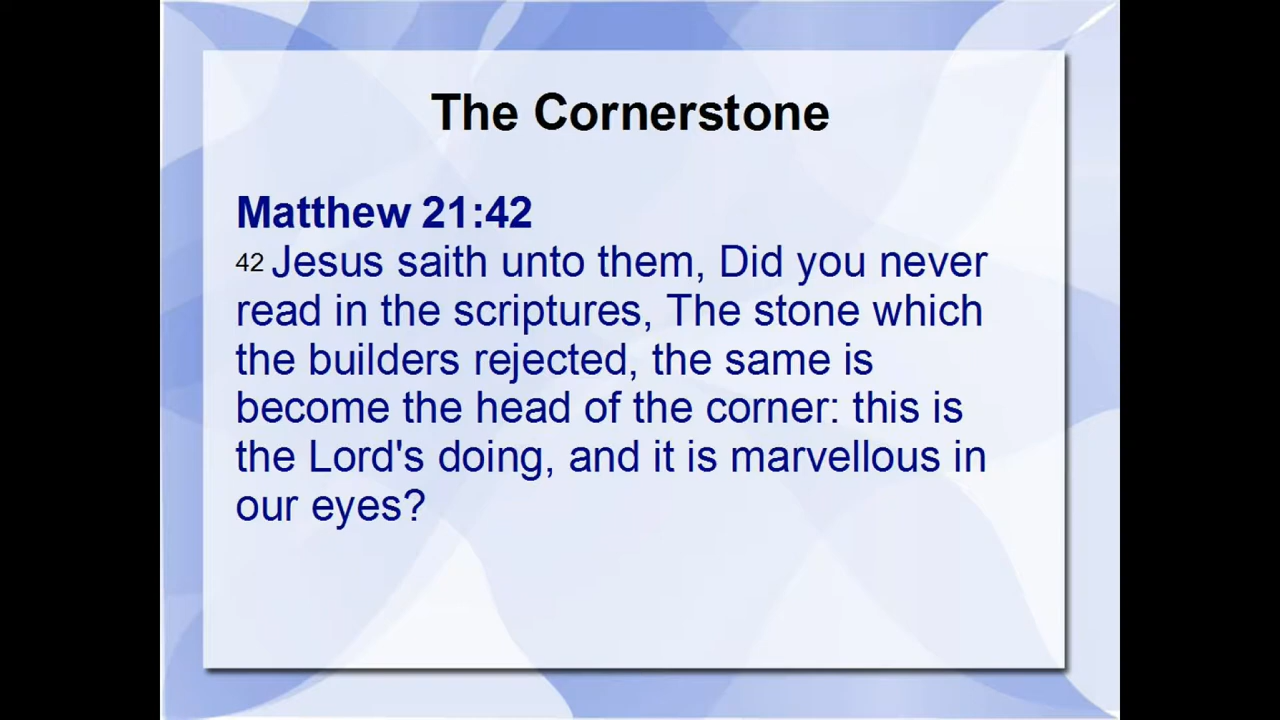 The Cornerstone
Matthew 21:42
42 Jesus saith unto them, Did you never
read in the scriptures, The stone which
the builders rejected, the same is
become the head of the corner: this is
the Lord's doing, and it is marvellous in
our eyes?